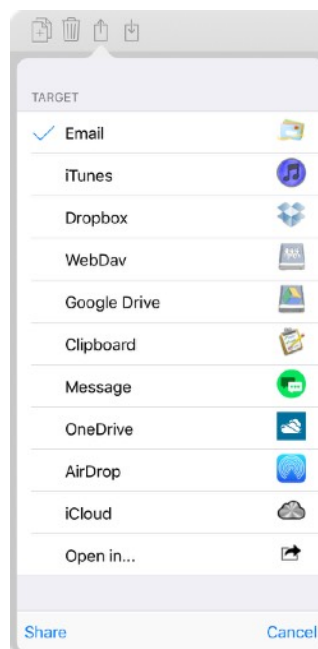 TARGET
Email
iTunes
Dropbox
WebDav
Google Drive
Clipboard
Message
OneDrive
AirDrop
iCloud
Open in...
Share Cancel